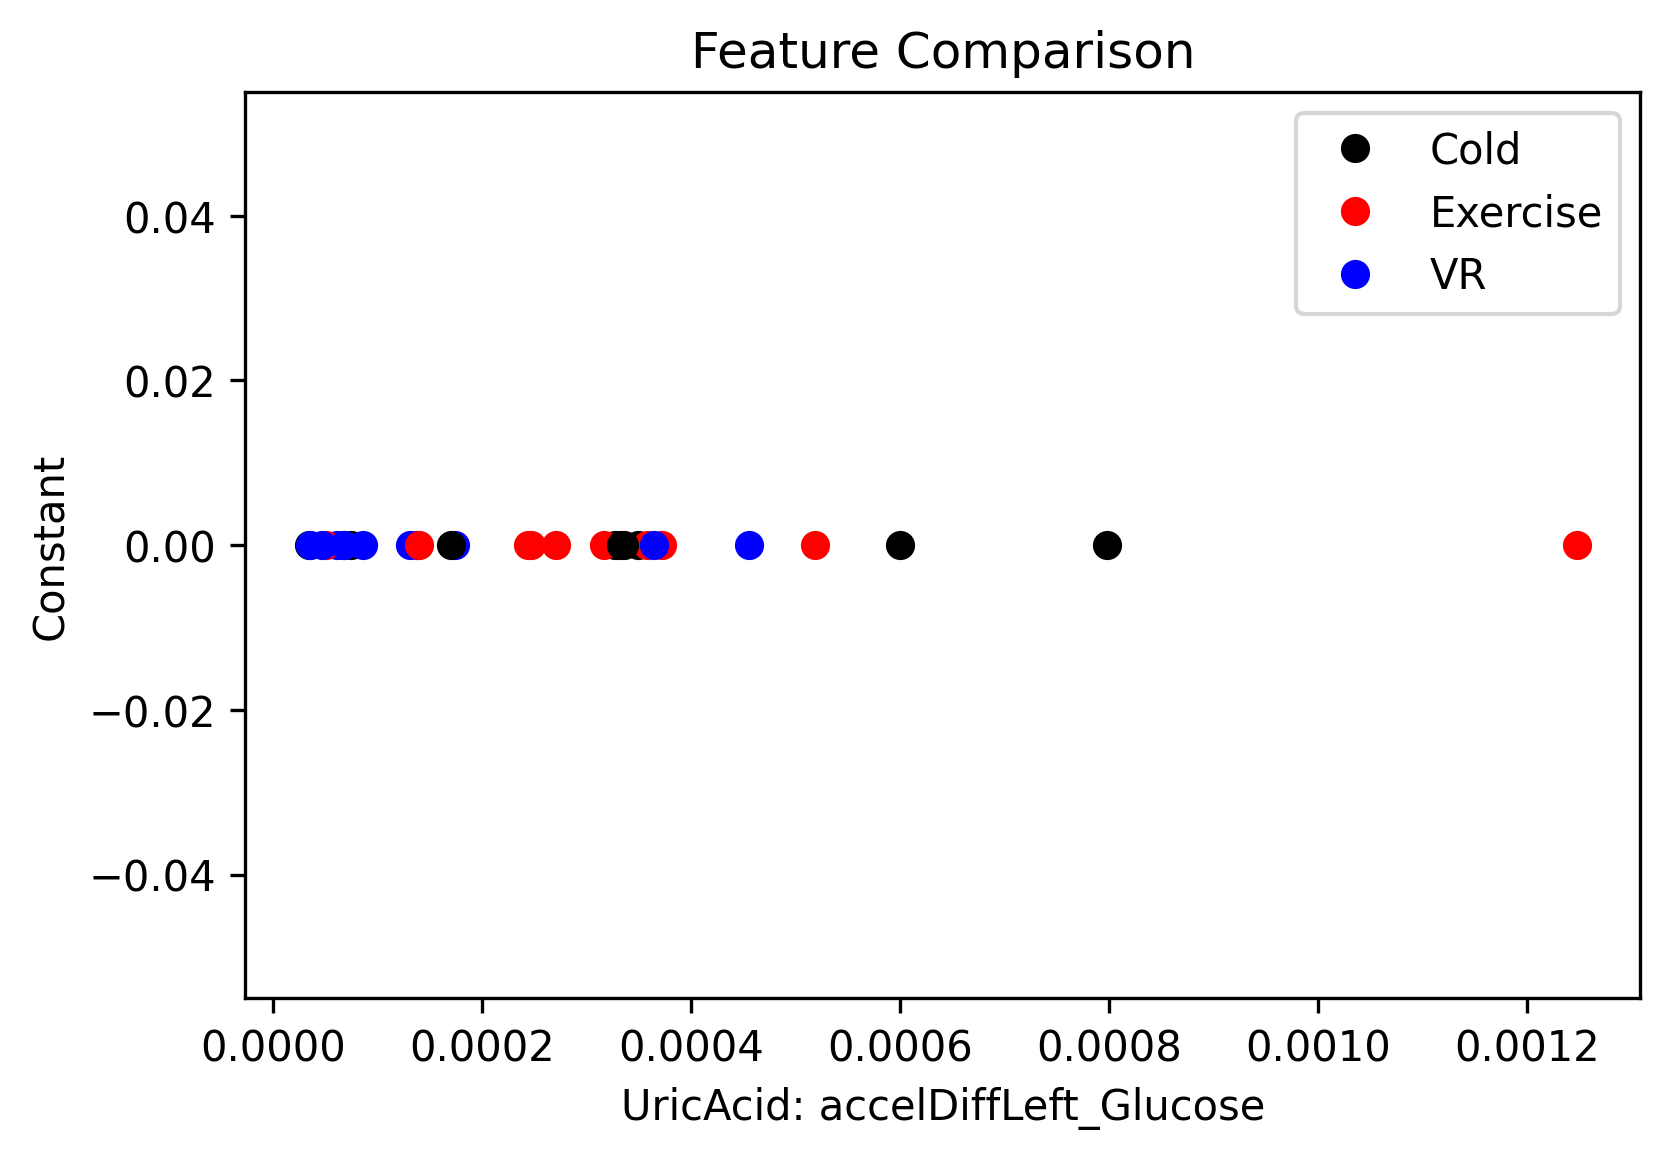 Feature Comparison
Cold
Exercise
VR
0.04
0.02
0.00
−0.02
−0.04
Constant
0.0000 0.0002 0.0004 0.0006 0.0008 0.0010 0.0012
UricAcid: accelDiffLeft_Glucose